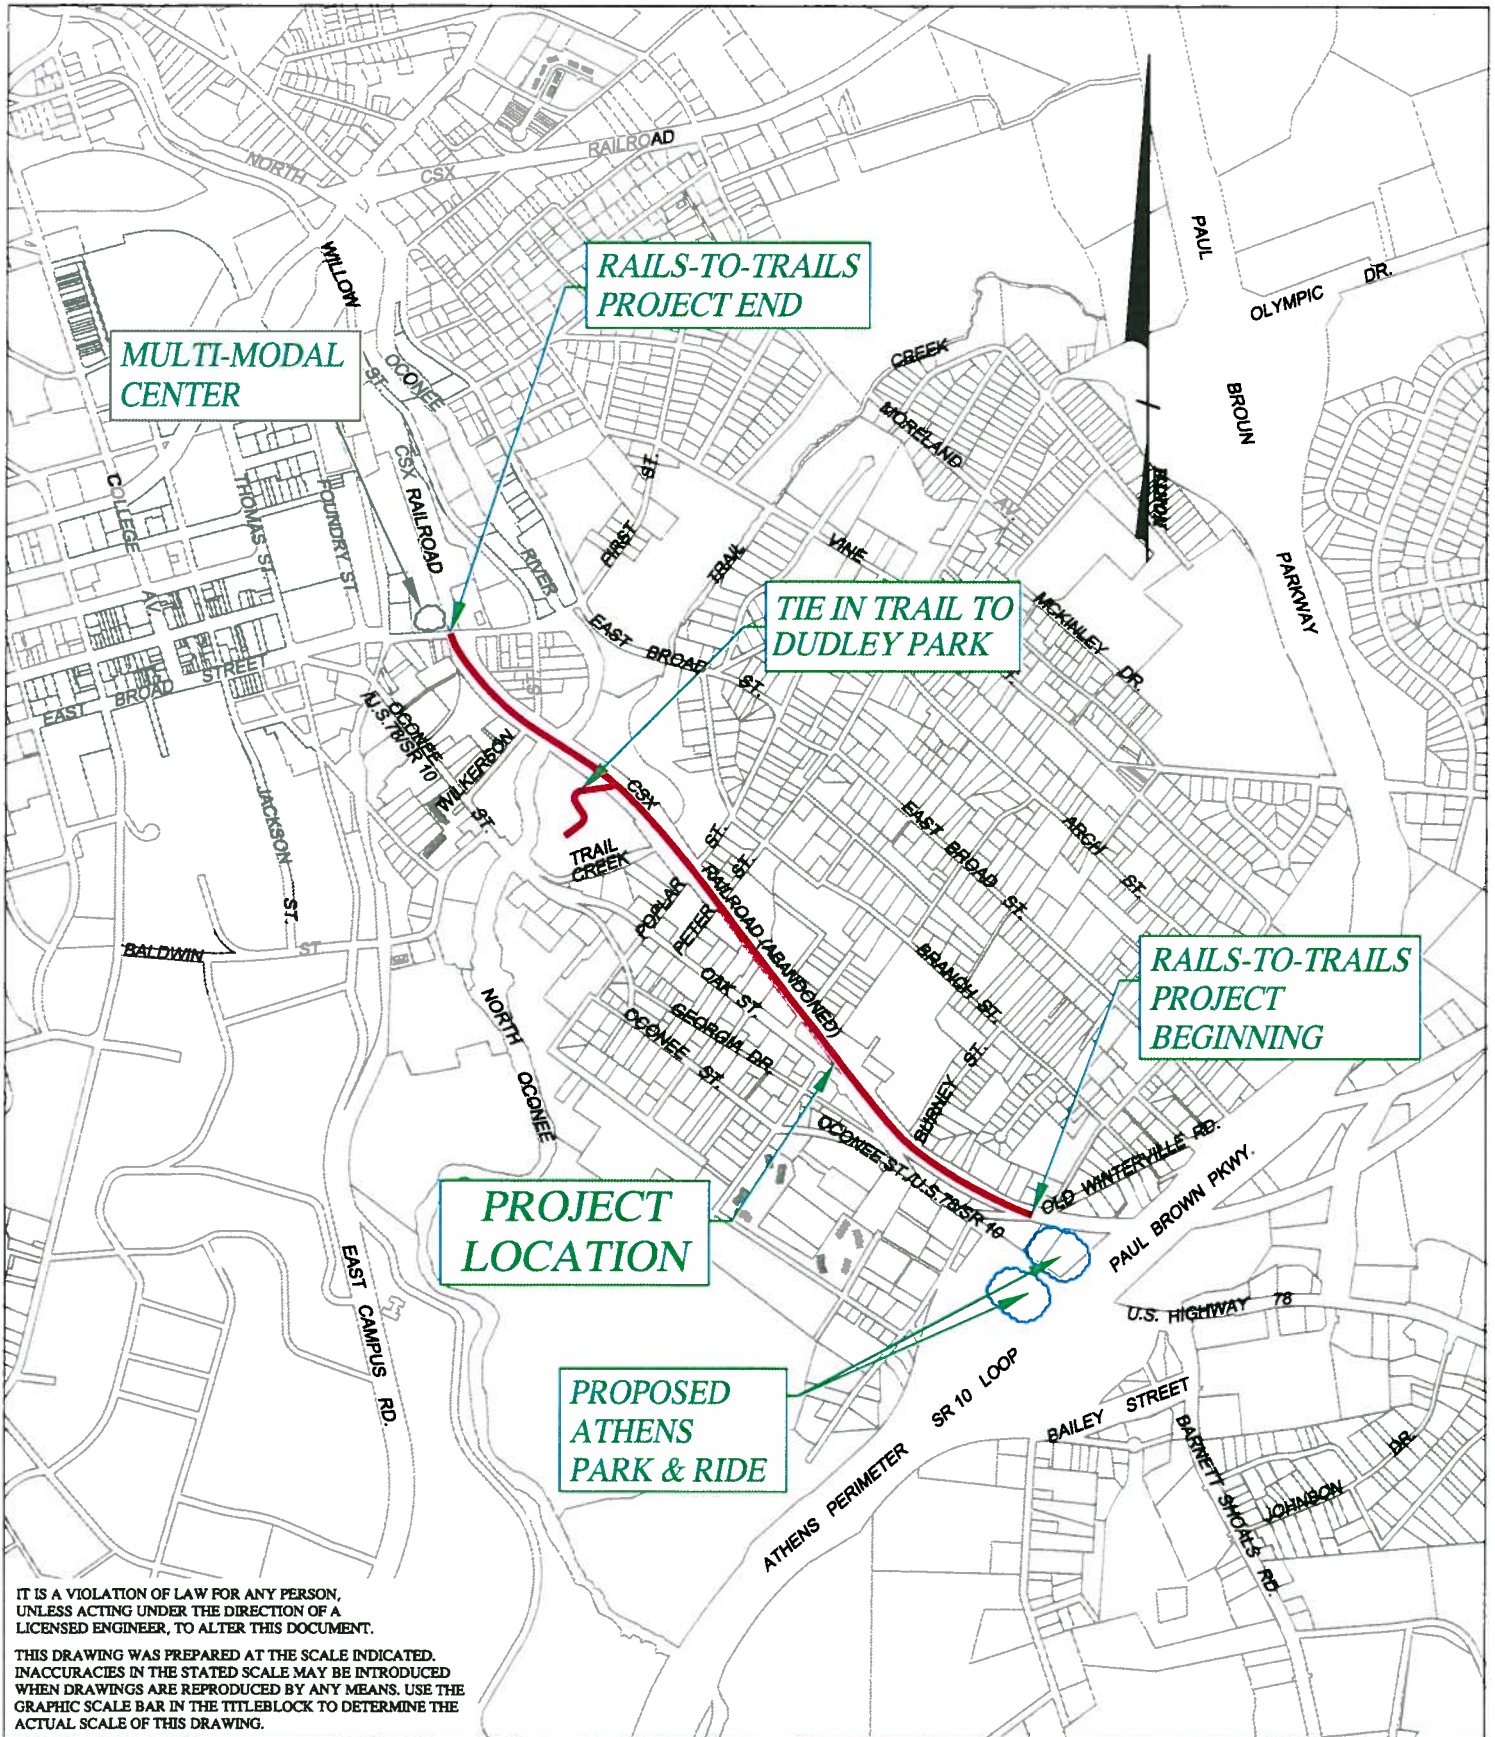 NORTH
CSX
RAILROAD
WILLOW
ST.
OCONEE
RIVER
RAILS-TO-TRAILS
PROJECT END
MULTI-MODAL
CENTER
PAUL
BROUN
PARKWAY
OLYMPIC DR.
CREEK
MORELAND
AV.
COLLEGE
AV.
THOMAS ST.
FOUNDRY ST.
CSX RAILROAD
FIRST
ST.
TRAIL
VINE
TIE IN TRAIL TO
DUDLEY PARK
MCKINLEY DR.
EAST BROAD ST.
EAST BROAD STREET
OCONEE
/U.S. 78/SR 10
WILKERSON
ST.
ST.
JACKSON
ST.
CSX
RAILROAD (ABANDONED)
TRAIL
CREEK
POPLAR
ST.
PETER
ST.
EAST BROAD ST.
ARCH
ST.
BALDWIN
ST
OAK ST.
GEORGIA DR.
OCONEE
ST.
BRANCH ST.
NORTH
OCONEE
RAILS-TO-TRAILS
PROJECT
BEGINNING
BURNEY
ST.
OCONEE ST./U.S. 78/SR 10
OLD WINTERVILLE RD.
PAUL BROWN PKWY.
PROJECT
LOCATION
EAST CAMPUS RD.
U.S. HIGHWAY 78
PROPOSED
ATHENS
PARK & RIDE
ATHENS PERIMETER SR 10 LOOP
BAILEY STREET
BARNETT SHOALS RD.
JOHNSON
DR.
IT IS A VIOLATION OF LAW FOR ANY PERSON,
UNLESS ACTING UNDER THE DIRECTION OF A
LICENSED ENGINEER, TO ALTER THIS DOCUMENT.
THIS DRAWING WAS PREPARED AT THE SCALE INDICATED.
INACCURACIES IN THE STATED SCALE MAY BE INTRODUCED
WHEN DRAWINGS ARE REPRODUCED BY ANY MEANS. USE THE
GRAPHIC SCALE BAR IN THE TITLEBLOCK TO DETERMINE THE
ACTUAL SCALE OF THIS DRAWING.